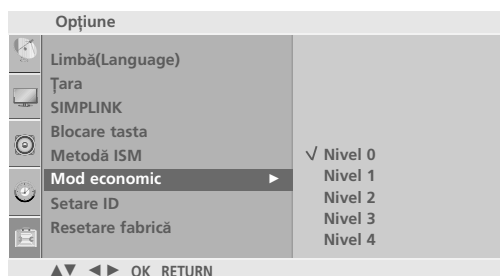 Opțiune
Limbă(Language)
Țara
SIMPLINK
Blocare tasta
Metodă ISM
Mod economic ►
Setare ID
Resetare fabrică
√ Nivel 0
Nivel 1
Nivel 2
Nivel 3
Nivel 4
▲▼ ◄► OK RETURN